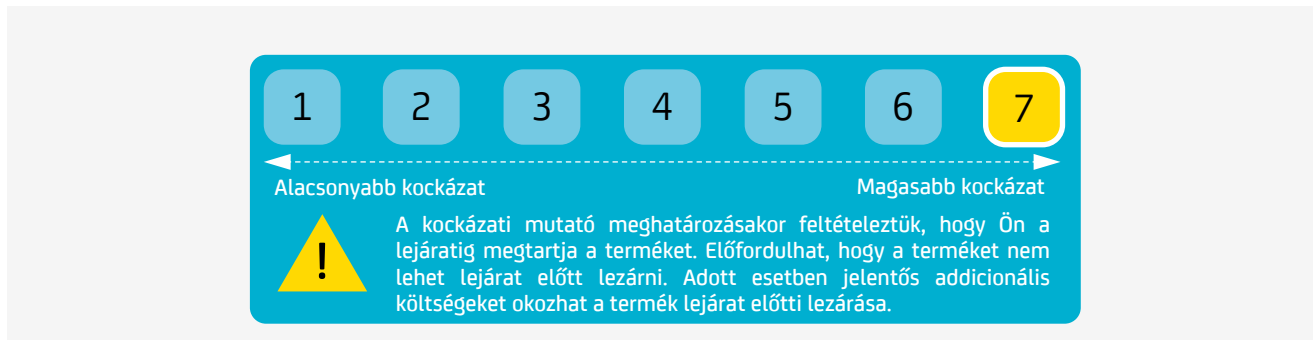 1 2 3 4 5 6 7
Alacsonyabb kockázat Magasabb kockázat
! A kockázati mutató meghatározásakor feltételeztük, hogy Ön a
lejáratig megtartja a terméket. Előfordulhat, hogy a terméket nem
lehet lejárat előtt lezárni. Adott esetben jelentős addicionális
költségeket okozhat a termék lejárat előtti lezárása.